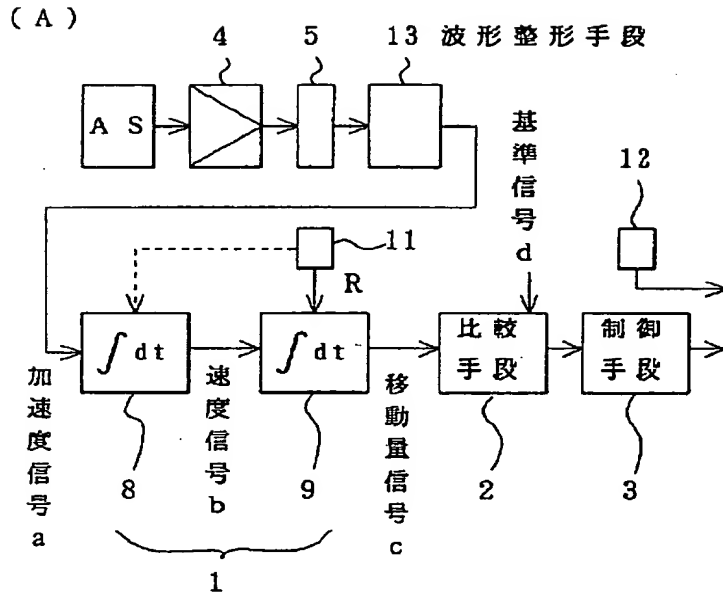 (A)
4 5 13 波形整形手段
AS
基準信号d
12
11
R
∫dt
∫dt
比較手段
制御手段
加速度信号a
速度信号b
移動量信号c
8
9
2
3
1